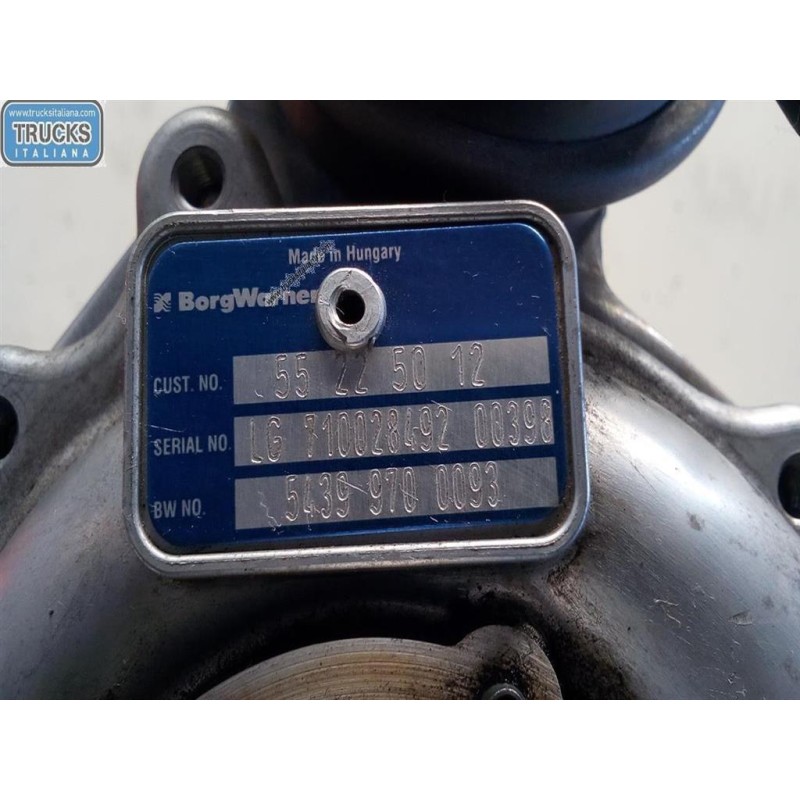 www.trucksitaliana.com
TRUCKS
ITALIANA
Made in Hungary
BorgWarner
CUST. NO. 55 22 50 12
SERIAL NO. LG 710028492 00398
BW NO. 5439 970 0093